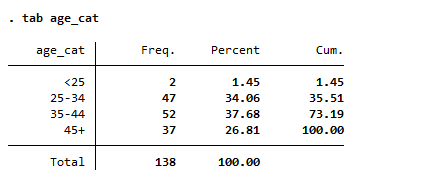 . tab age_cat
age_cat Freq. Percent Cum.
<25 2 1.45 1.45
25-34 47 34.06 35.51
35-44 52 37.68 73.19
45+ 37 26.81 100.00
Total 138 100.00